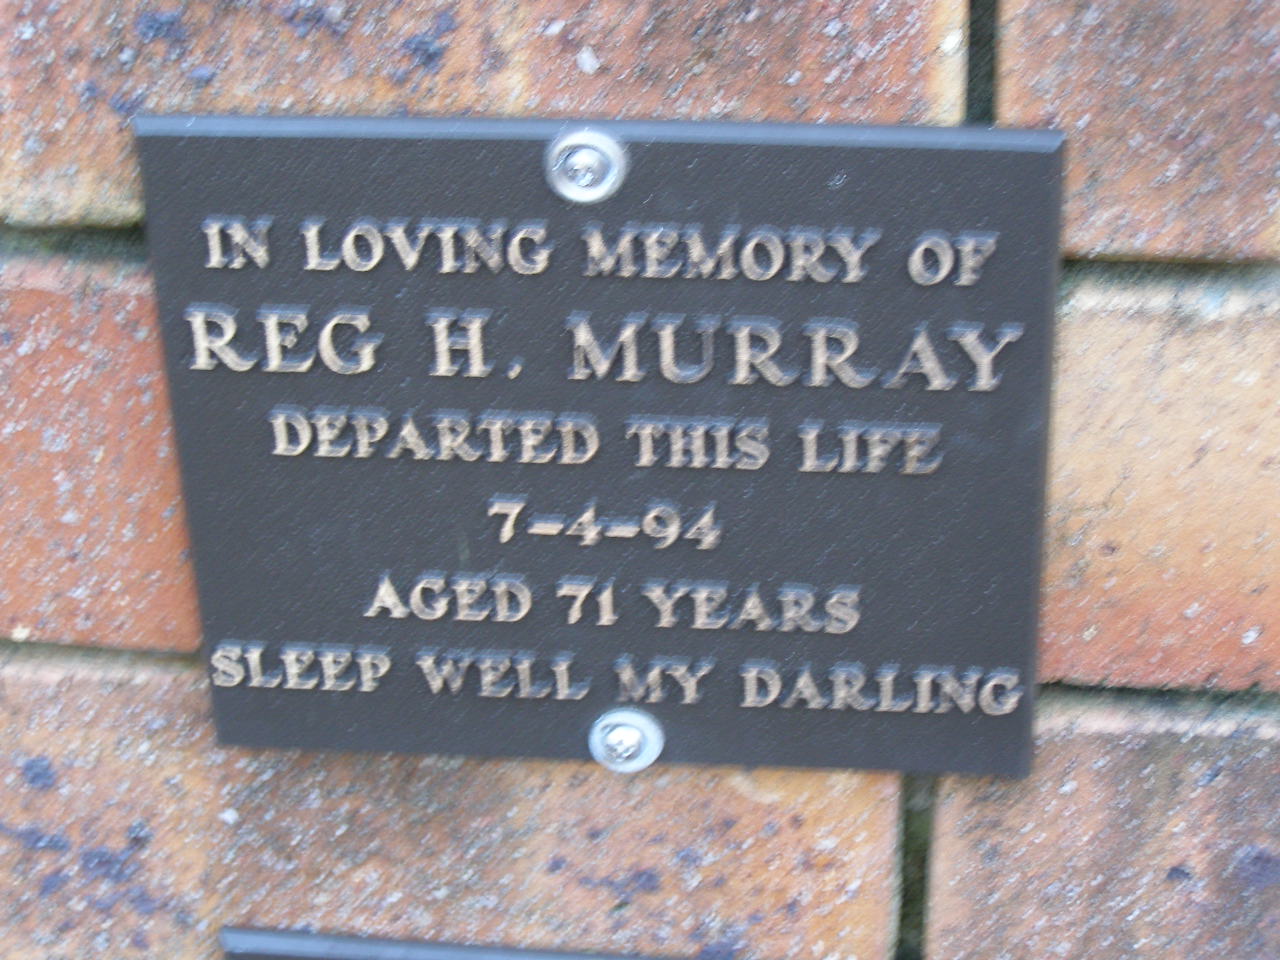 IN LOVING MEMORY OF
REG H. MURRAY
DEPARTED THIS LIFE
7-4-94
AGED 71 YEARS
SLEEP WELL MY DARLING